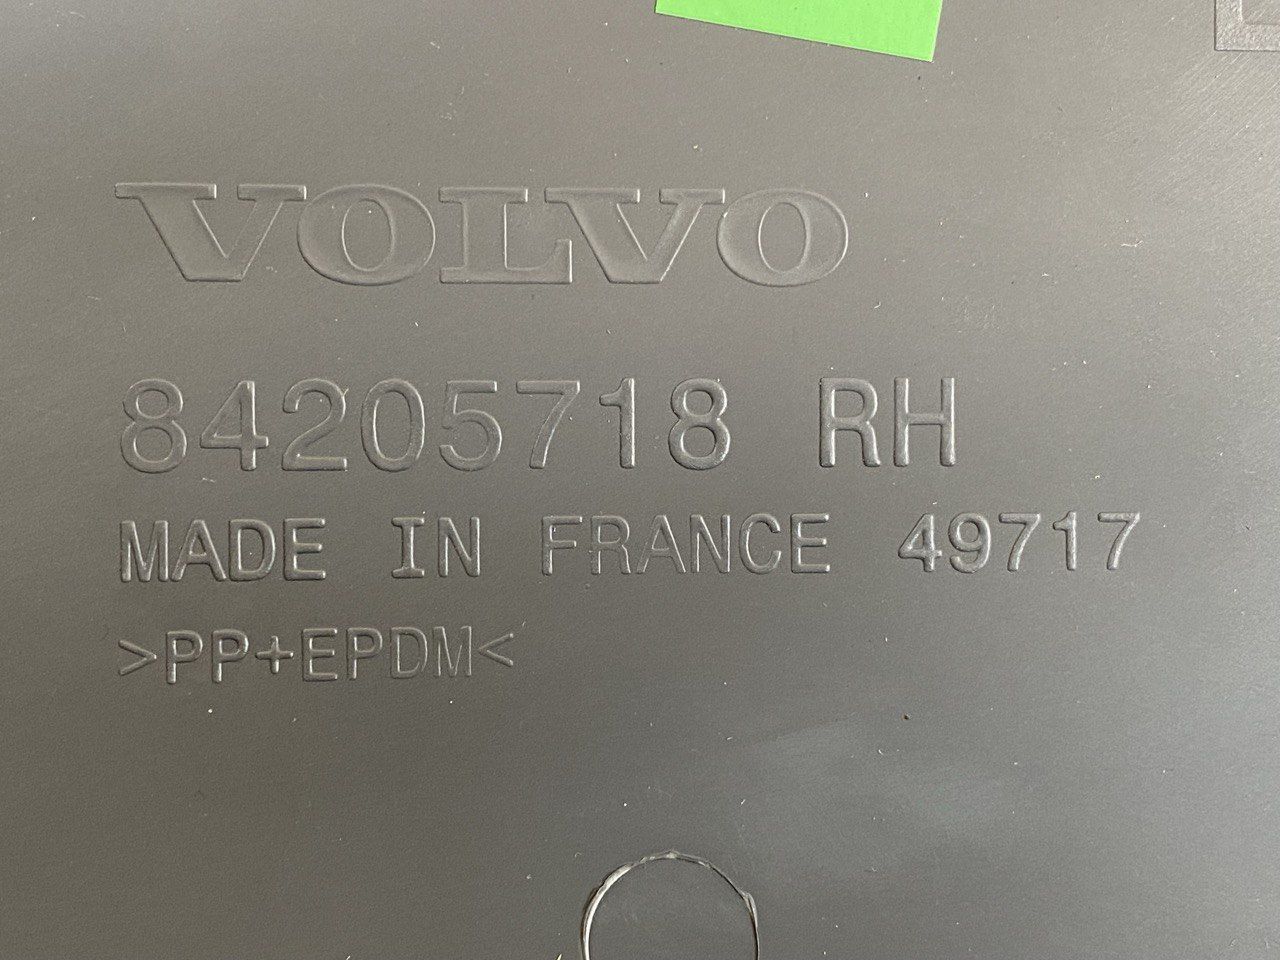 VOLVO
84205718 RH
MADE IN FRANCE 49717
>PP+EPDM<